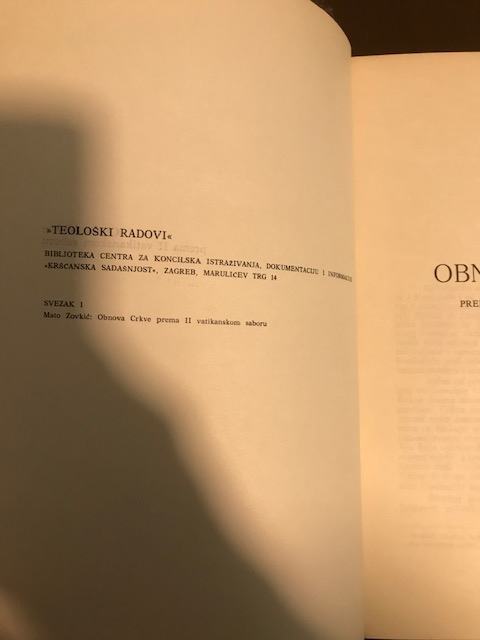 »TEOLOŠKI RADOVI«
BIBLIOTEKA CENTRA ZA KONCILSKA ISTRAŽIVANJA, DOKUMENTACIJU I INFORMACIJE
»KRŠĆANSKA SADAŠNJOST«, ZAGREB, MARULIĆEV TRG 14
SVEZAK 1
Mato Zovkić: Obnova Crkve prema II vatikanskom saboru
OBN
PRE